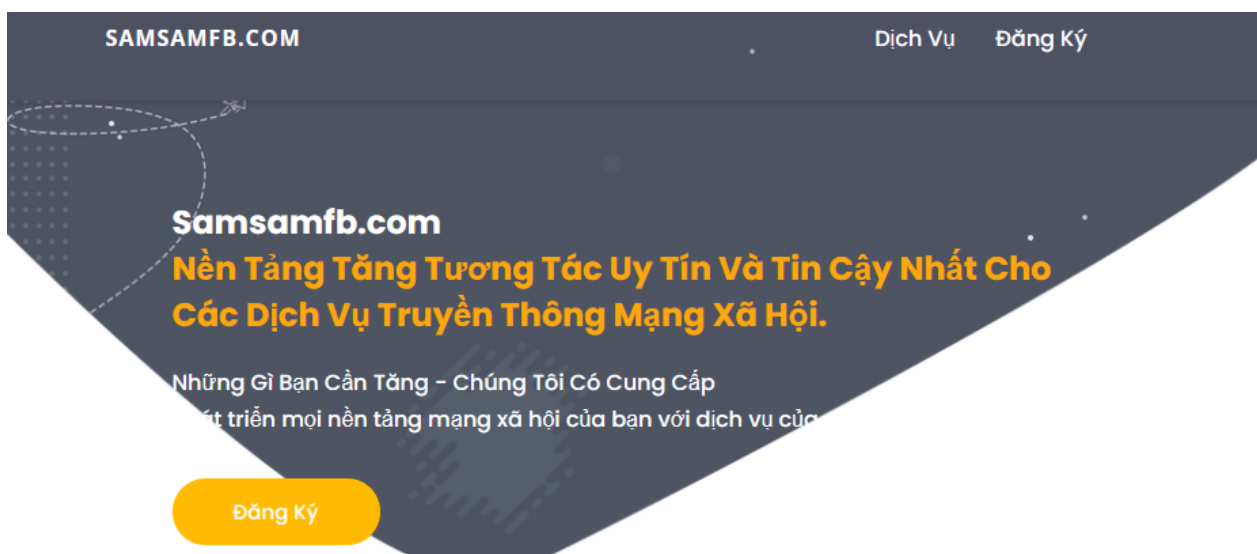 SAMSAMFB.COM
Dịch Vụ
Đăng Ký
Samsamfb.com
Nền Tảng Tăng Tương Tác Uy Tín Và Tin Cậy Nhất Cho
Các Dịch Vụ Truyền Thông Mạng Xã Hội.
Những Gì Bạn Cần Tăng - Chúng Tôi Có Cung Cấp
triển mọi nền tảng mạng xã hội của bạn với dịch vụ của
Đăng Ký